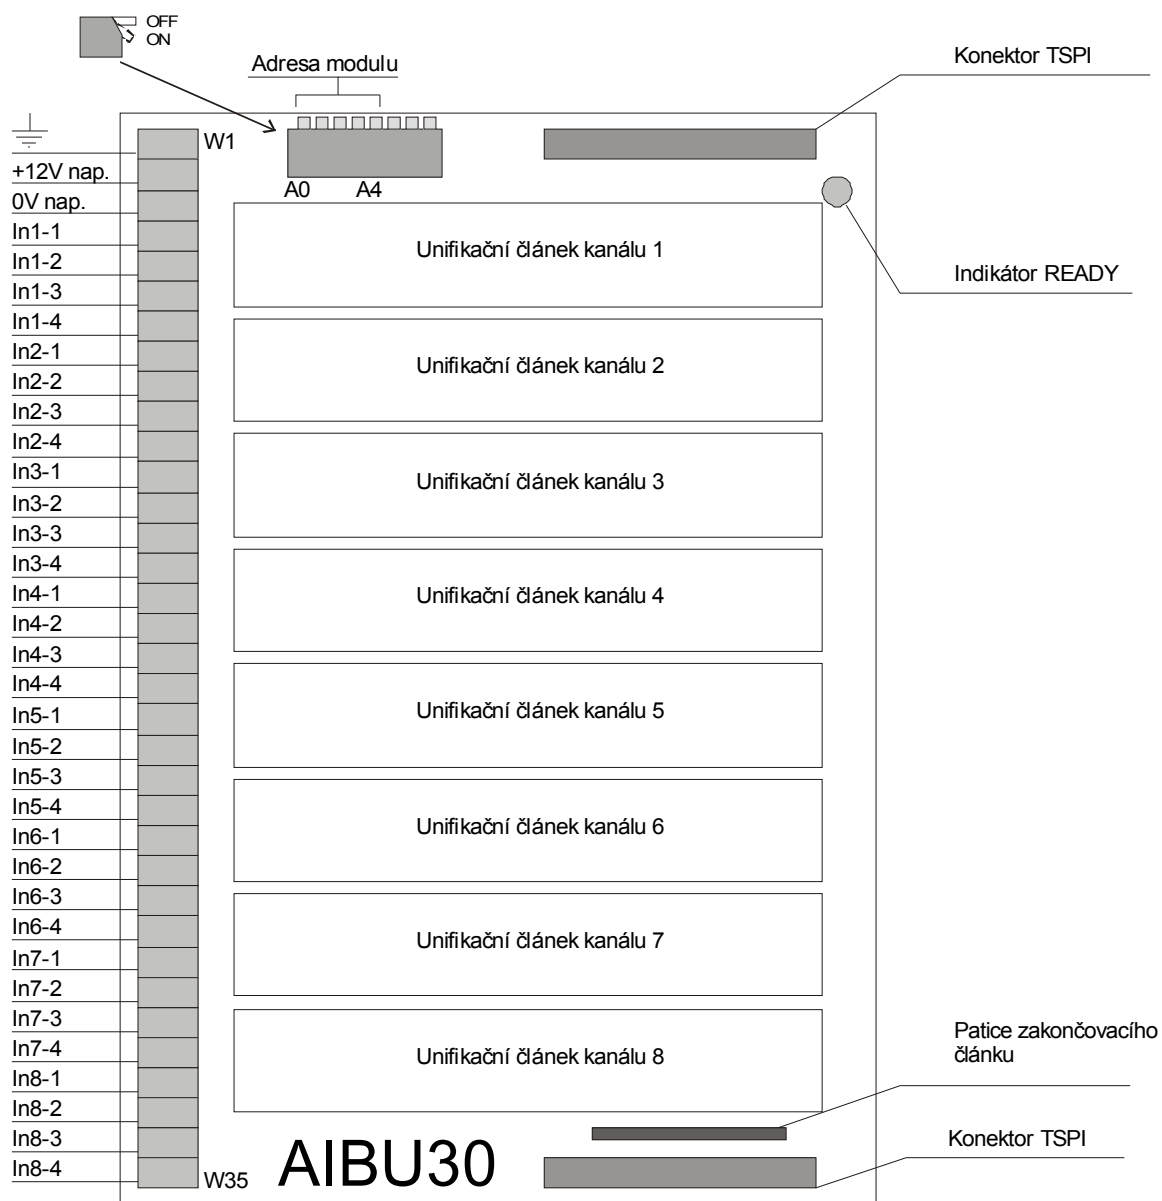 OFF
ON
Adresa modulu
Konektor TSPI
W1
A0 A4
+12V nap.
0V nap.
In1-1
In1-2
In1-3
In1-4
In2-1
In2-2
In2-3
In2-4
In3-1
In3-2
In3-3
In3-4
In4-1
In4-2
In4-3
In4-4
In5-1
In5-2
In5-3
In5-4
In6-1
In6-2
In6-3
In6-4
In7-1
In7-2
In7-3
In7-4
In8-1
In8-2
In8-3
In8-4
Unifikační článek kanálu 1
Unifikační článek kanálu 2
Unifikační článek kanálu 3
Unifikační článek kanálu 4
Unifikační článek kanálu 5
Unifikační článek kanálu 6
Unifikační článek kanálu 7
Unifikační článek kanálu 8
Indikátor READY
Patice zakončovacího
článku
Konektor TSPI
W35
AIBU30